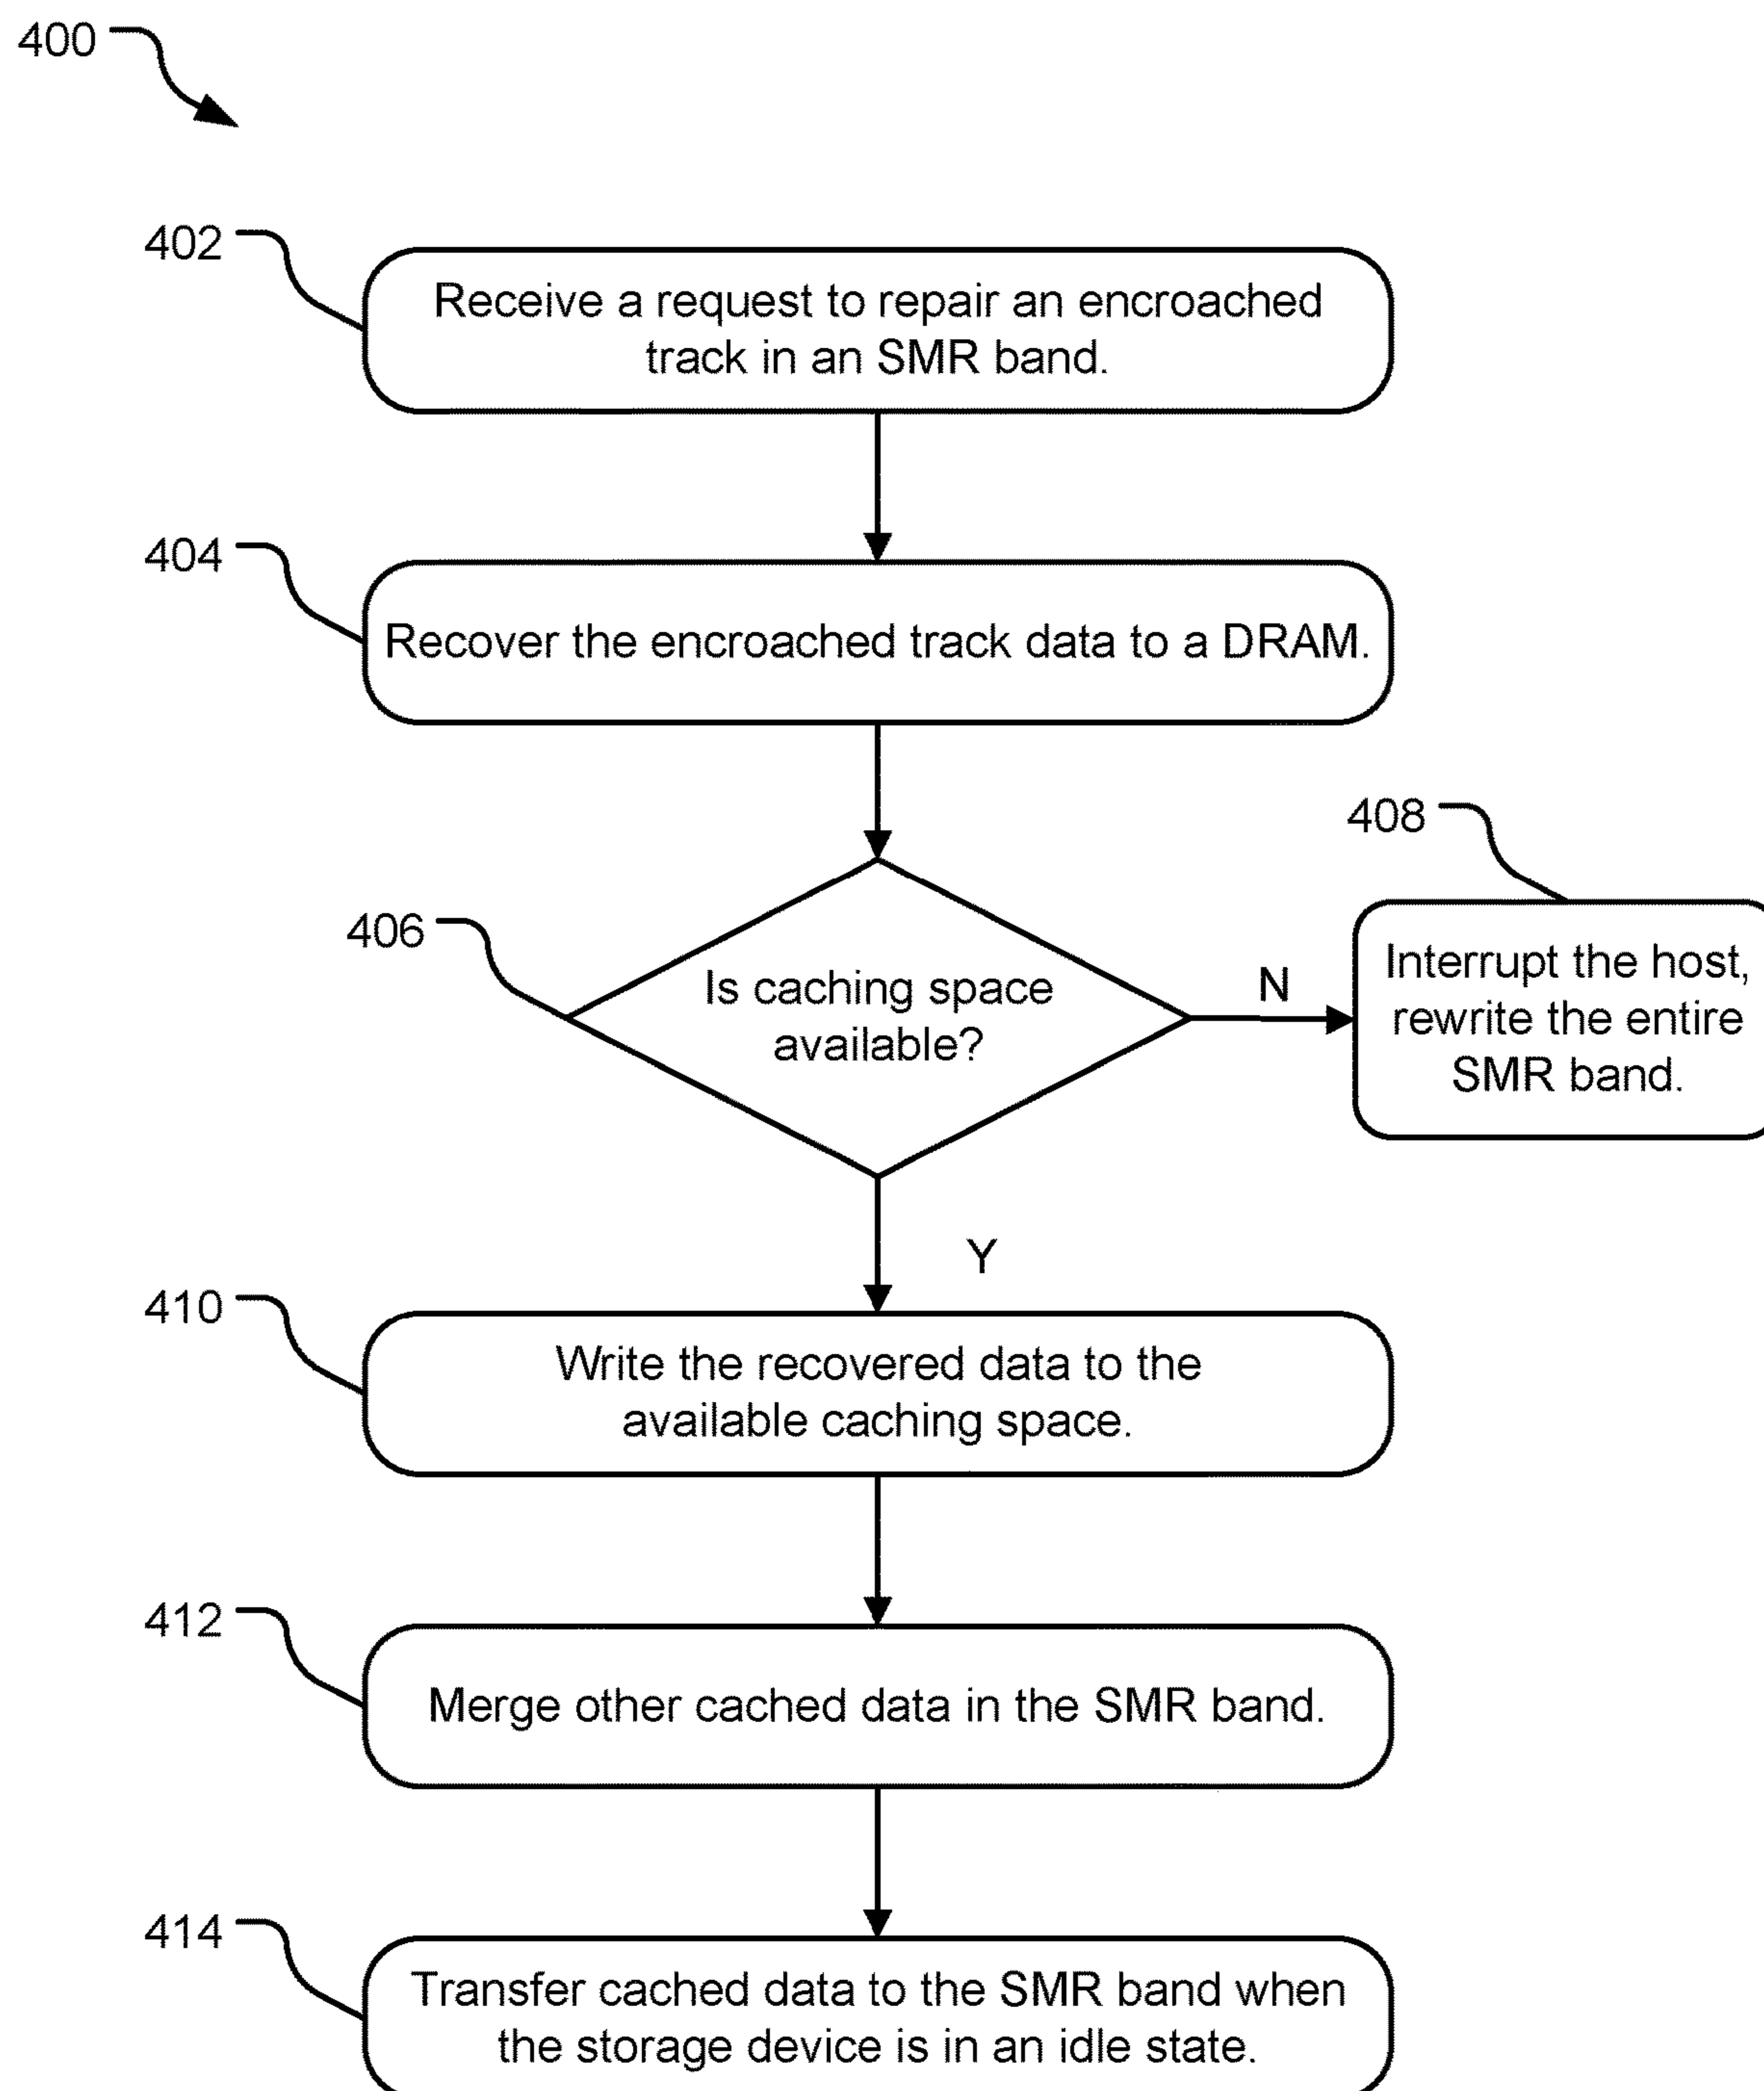 400
402
Receive a request to repair an encroached
track in an SMR band.
404
Recover the encroached track data to a DRAM.
406
Is caching space
available?
N
408
Interrupt the host,
rewrite the entire
SMR band.
Y
410
Write the recovered data to the
available caching space.
412
Merge other cached data in the SMR band.
414
Transfer cached data to the SMR band when
the storage device is in an idle state.